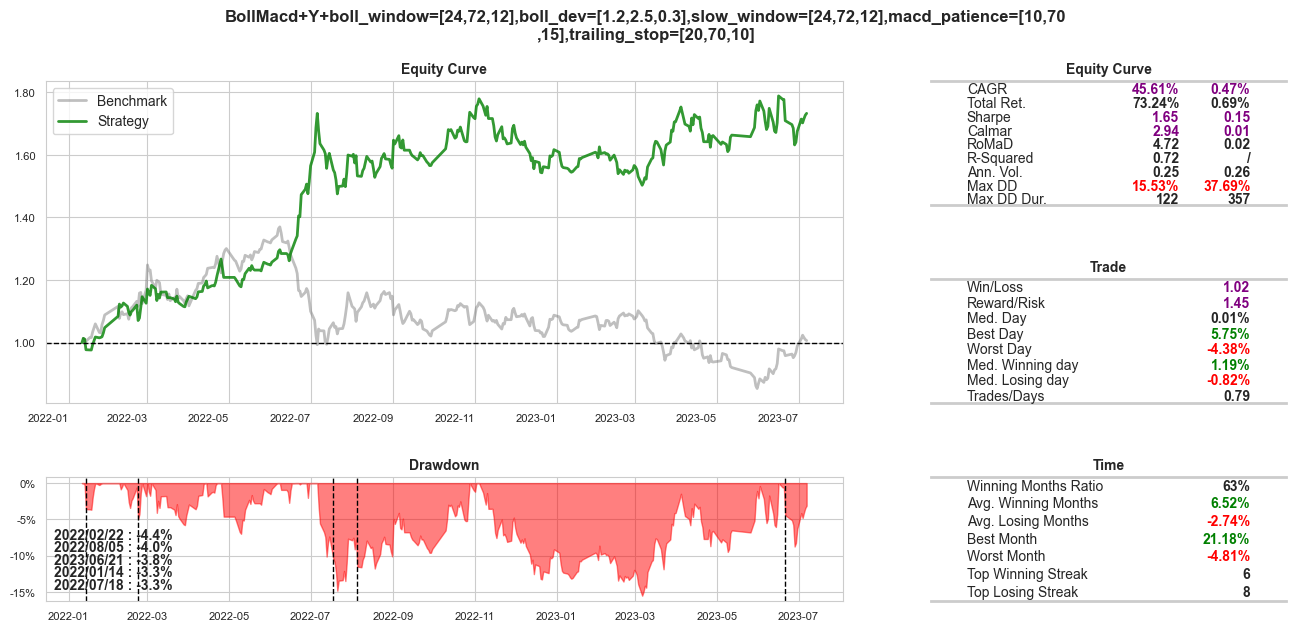 BollMacd+Y+boll_window=[24,72,12],boll_dev=[1.2,2.5,0.3],slow_window=[24,72,12],macd_patience=[10,70
,15],trailing_stop=[20,70,10]
Equity Curve
Benchmark
Strategy
1.80
1.60
1.40
1.20
1.00
2022-01 2022-03 2022-05 2022-07 2022-09 2022-11 2023-01 2023-03 2023-05 2023-07
Equity Curve
CAGR 45.61% 0.47%
Total Ret. 73.24% 0.69%
Sharpe 1.65 0.15
Calmar 2.94 0.01
RoMaD 4.72 0.02
R-Squared 0.72 /
Ann. Vol. 0.25 0.26
Max DD 15.53% 37.69%
Max DD Dur. 122 357
Trade
Win/Loss 1.02
Reward/Risk 1.45
Med. Day 0.01%
Best Day 5.75%
Worst Day -4.38%
Med. Winning day 1.19%
Med. Losing day -0.82%
Trades/Days 0.79
Drawdown
0%
-5%
-10%
-15%
2022/02/22 : -4.4%
2022/08/05 : -4.0%
2023/06/21 : -3.8%
2022/01/14 : -3.3%
2022/07/18 : -3.3%
2022-01 2022-03 2022-05 2022-07 2022-09 2022-11 2023-01 2023-03 2023-05 2023-07
Time
Winning Months Ratio 63%
Avg. Winning Months 6.52%
Avg. Losing Months -2.74%
Best Month 21.18%
Worst Month -4.81%
Top Winning Streak 6
Top Losing Streak 8